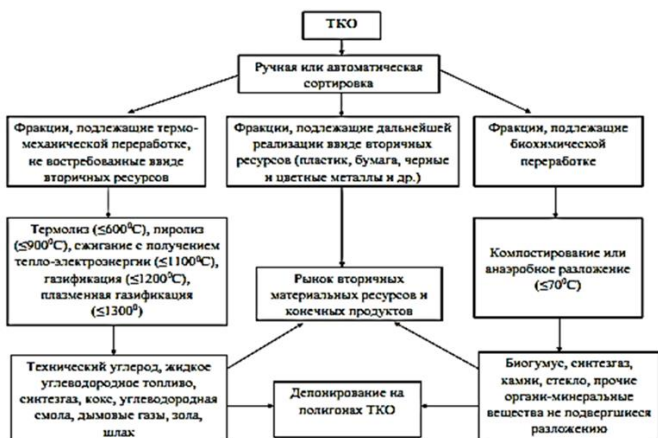 ТКО
Ручная или автоматическая
сортировка
Фракции, подлежащие термо-
механической переработке,
не востребованные ввиде
вторичных ресурсов
Фракции, подлежащие дальнейшей
реализации ввиде вторичных
ресурсов (пластик, бумага, черные
и цветные металлы и др.)
Фракции, подлежащие
биохимической
переработке
Термолиз (≤600⁰С), пиролиз
(≤900⁰С), сжигание с получением
тепло-электроэнергии (≤1100⁰С),
газификация (≤1200⁰С),
плазменная газификация
(≤1300⁰)
Рынок вторичных
материальных ресурсов и
конечных продуктов
Компостирование или
анаэробное разложение
(≤70⁰С)
Технический углерод, жидкое
углеводородное топливо,
синтезгаз, кокс, углеводородная
смола, дымовые газы, зола,
шлак
Депонирование на
полигонах ТКО
Биогумус, синтезгаз,
камни, стекло, прочие
органи-минеральные
вещества не подвергшиеся
разложению